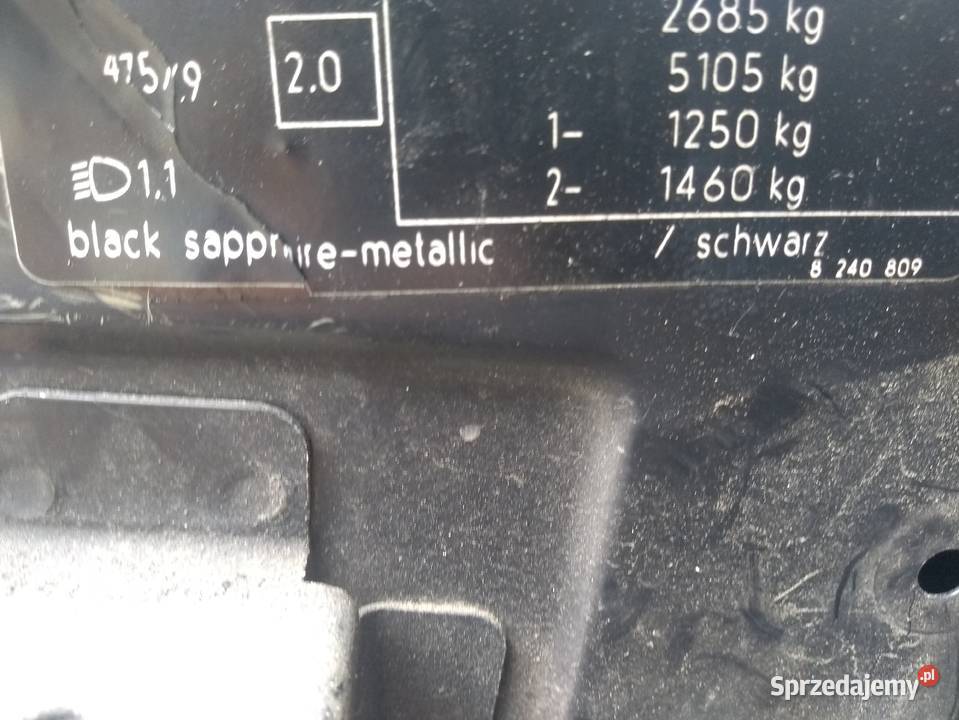 2685 kg
475/9 2.0 5105 kg
1- 1250 kg
1.1 2- 1460 kg
black sapphire-metallic / schwarz
8 240 809
Sprzedajemy.pl